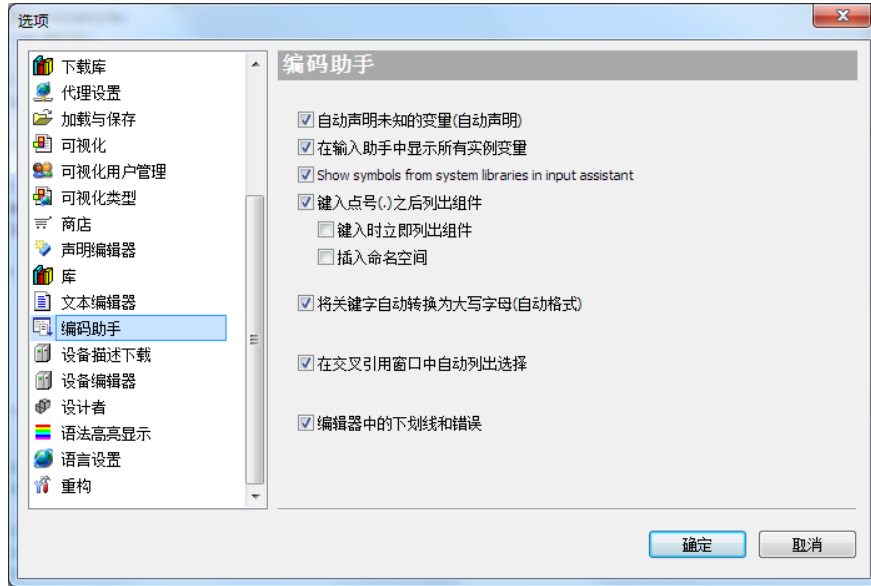 选项
下载库
代理设置
加载与保存
可视化
可视化用户管理
可视化类型
商店
声明编辑器
库
文本编辑器
编码助手
设备描述下载
设备编辑器
设计者
语法高亮显示
语言设置
重构
编码助手
自动声明未知的变量(自动声明)
在输入助手中显示所有实例变量
Show symbols from system libraries in input assistant
键入点号(.)之后列出组件
键入时立即列出组件
插入命名空间
将关键字自动转换为大写字母(自动格式)
在交叉引用窗口中自动列出选择
编辑器中的下划线和错误
确定
取消